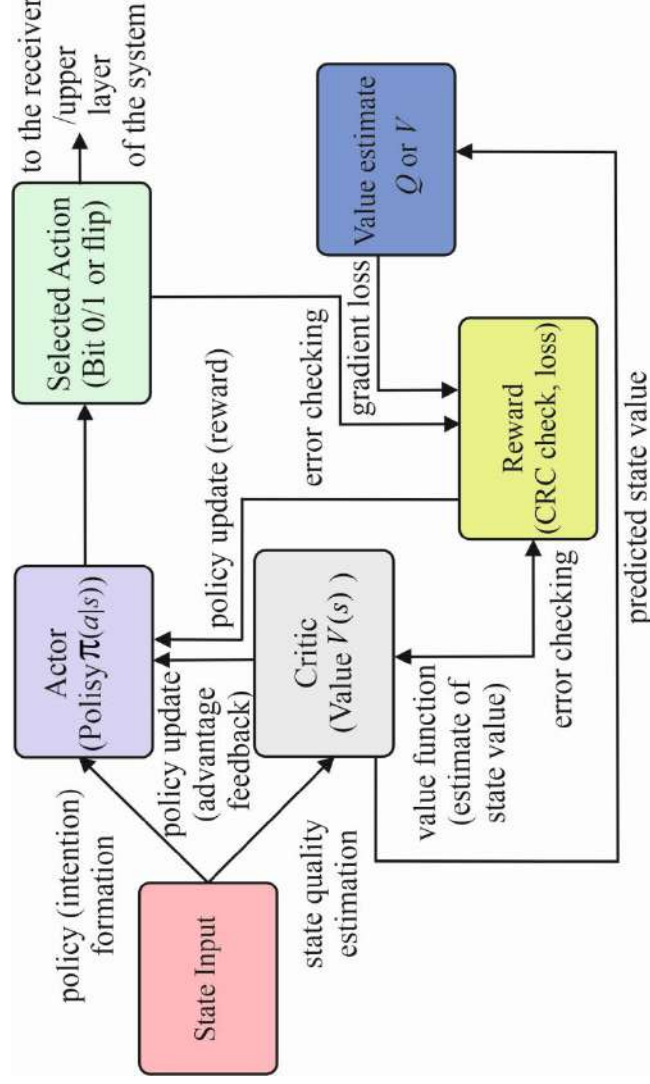 to the receiver
/upper
layer
of the system
Selected Action
(Bit 0/1 or flip)
Value estimate
Q or V
gradient loss
error checking
policy update (reward)
Reward
(CRC check, loss)
Actor
(Polisy π(a|s))
Critic
(Value V(s) )
policy update
(advantage
feedback)
value function
(estimate of
state value)
error checking
predicted state value
policy (intention)
formation
state quality
estimation
State Input